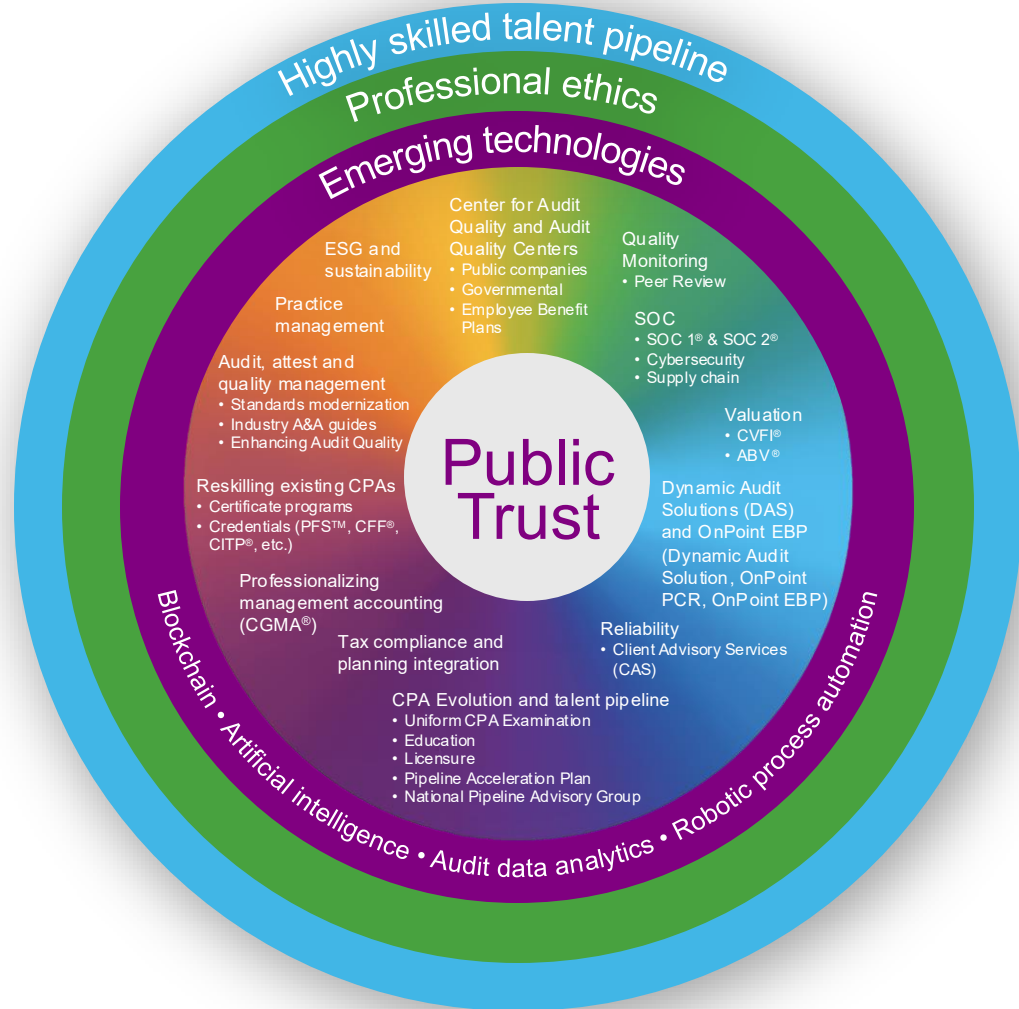 Highly skilled talent pipeline
Professional ethics
Emerging technologies
Center for Audit
Quality and Audit
Quality Centers
• Public companies
• Governmental
• Employee Benefit
Plans
Quality
Monitoring
• Peer Review
SOC
• SOC 1® & SOC 2®
• Cybersecurity
• Supply chain
Valuation
• CVFI®
• ABV®
Dynamic Audit
Solutions (DAS)
and OnPoint EBP
(Dynamic Audit
Solution, OnPoint
PCR, OnPoint EBP)
Reliability
• Client Advisory Services
(CAS)
CPA Evolution and talent pipeline
• Uniform CPA Examination
• Education
• Licensure
• Pipeline Acceleration Plan
• National Pipeline Advisory Group
Tax compliance and
planning integration
Professionalizing
management accounting
(CGMA®)
Reskilling existing CPAs
• Certificate programs
• Credentials (PFS™, CFF®,
CITP®, etc.)
Audit, attest and
quality management
• Standards modernization
• Industry A&A guides
• Enhancing Audit Quality
Practice
management
ESG and
sustainability
Public
Trust
Blockchain • Artificial intelligence • Audit data analytics • Robotic process automation